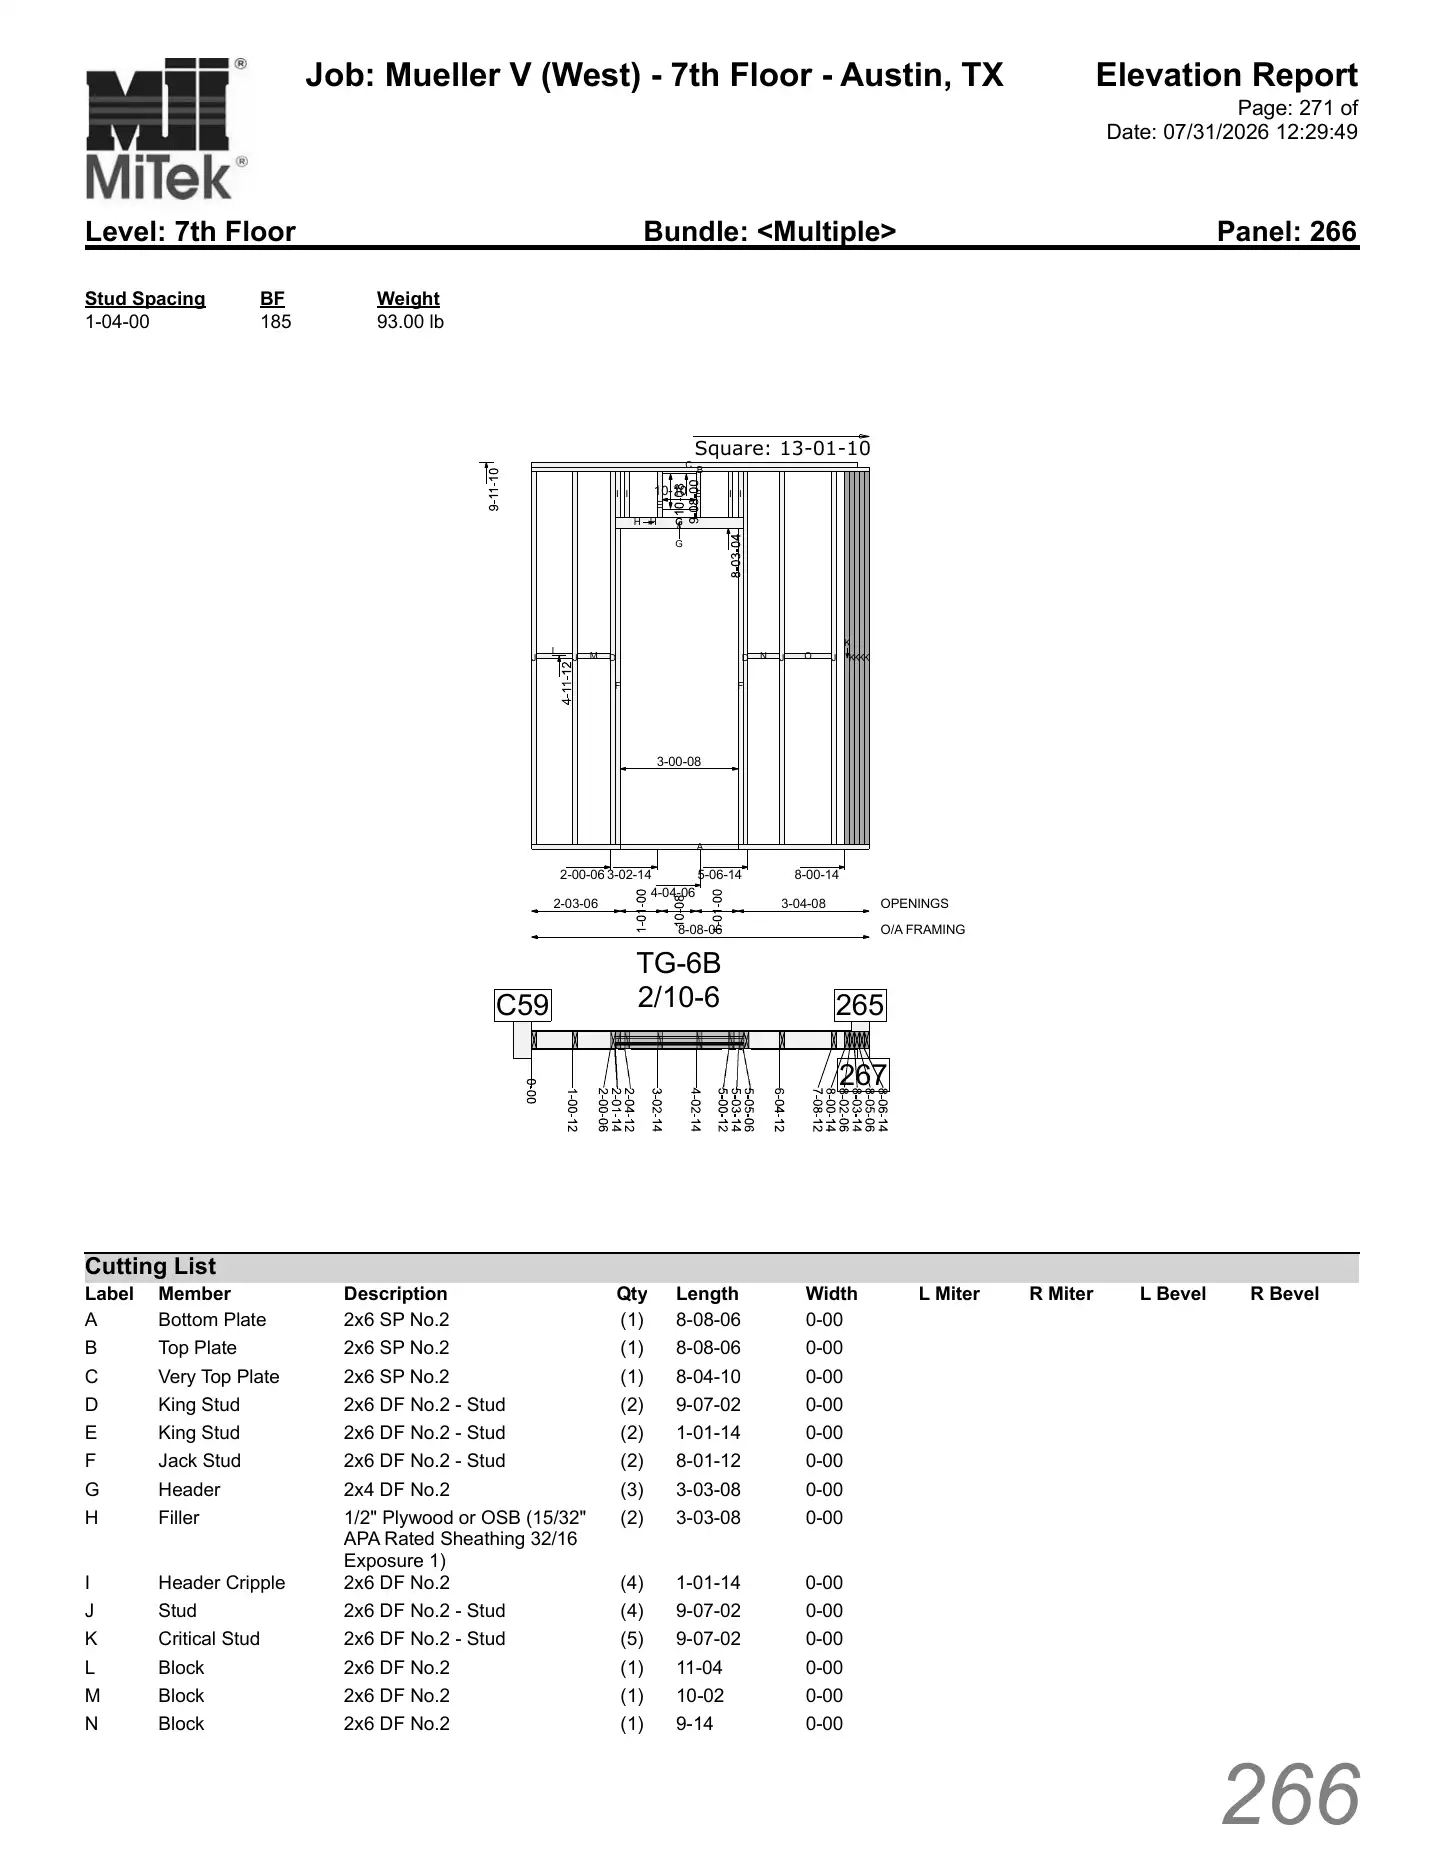 MiTek®
Job: Mueller V (West) - 7th Floor - Austin, TX
Elevation Report
Page: 271 of
Date: 07/31/2026 12:29:49
Level: 7th Floor Bundle: <Multiple> Panel: 266
Stud Spacing BF Weight
1-04-00 185 93.00 lb
Square: 13-01-10
9-11-10
C
B
I I I I
10-08
9-08-00
H H G
G
8-03-04
K
J L J M D D N J O J KKKK
4-11-12
F F
3-00-08
A
2-00-06 3-02-14 5-06-14 8-00-14
4-04-06
2-03-06 1-01-00 10-08 1-01-00 3-04-08 OPENINGS
8-08-06 O/A FRAMING
TG-6B
2/10-6
C59 265
267
0-00 1-00-12 2-00-06 2-01-14 2-04-12 3-02-14 4-02-14 5-00-12 5-03-14 5-05-06 6-04-12 7-08-12 8-00-14 8-02-06 8-03-14 8-05-06 8-06-14
Cutting List
Label Member Description Qty Length Width L Miter R Miter L Bevel R Bevel
A Bottom Plate 2x6 SP No.2 (1) 8-08-06 0-00
B Top Plate 2x6 SP No.2 (1) 8-08-06 0-00
C Very Top Plate 2x6 SP No.2 (1) 8-04-10 0-00
D King Stud 2x6 DF No.2 - Stud (2) 9-07-02 0-00
E King Stud 2x6 DF No.2 - Stud (2) 1-01-14 0-00
F Jack Stud 2x6 DF No.2 - Stud (2) 8-01-12 0-00
G Header 2x4 DF No.2 (3) 3-03-08 0-00
H Filler 1/2" Plywood or OSB (15/32" (2) 3-03-08 0-00
APA Rated Sheathing 32/16
Exposure 1)
I Header Cripple 2x6 DF No.2 (4) 1-01-14 0-00
J Stud 2x6 DF No.2 - Stud (4) 9-07-02 0-00
K Critical Stud 2x6 DF No.2 - Stud (5) 9-07-02 0-00
L Block 2x6 DF No.2 (1) 11-04 0-00
M Block 2x6 DF No.2 (1) 10-02 0-00
N Block 2x6 DF No.2 (1) 9-14 0-00
266